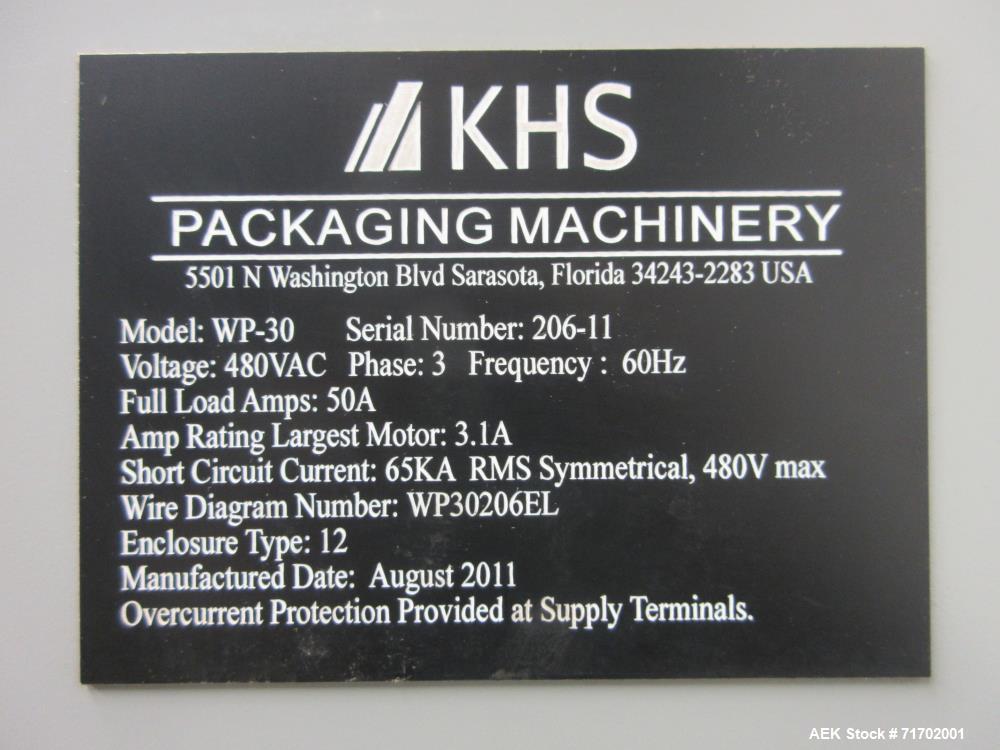 KHS
PACKAGING MACHINERY
5501 N Washington Blvd Sarasota, Florida 34243-2283 USA
Model: WP-30 Serial Number: 206-11
Voltage: 480VAC Phase: 3 Frequency : 60Hz
Full Load Amps: 50A
Amp Rating Largest Motor: 3.1A
Short Circuit Current: 65KA RMS Symmetrical, 480V max
Wire Diagram Number: WP30206EL
Enclosure Type: 12
Manufactured Date: August 2011
Overcurrent Protection Provided at Supply Terminals.
AEK Stock # 71702001